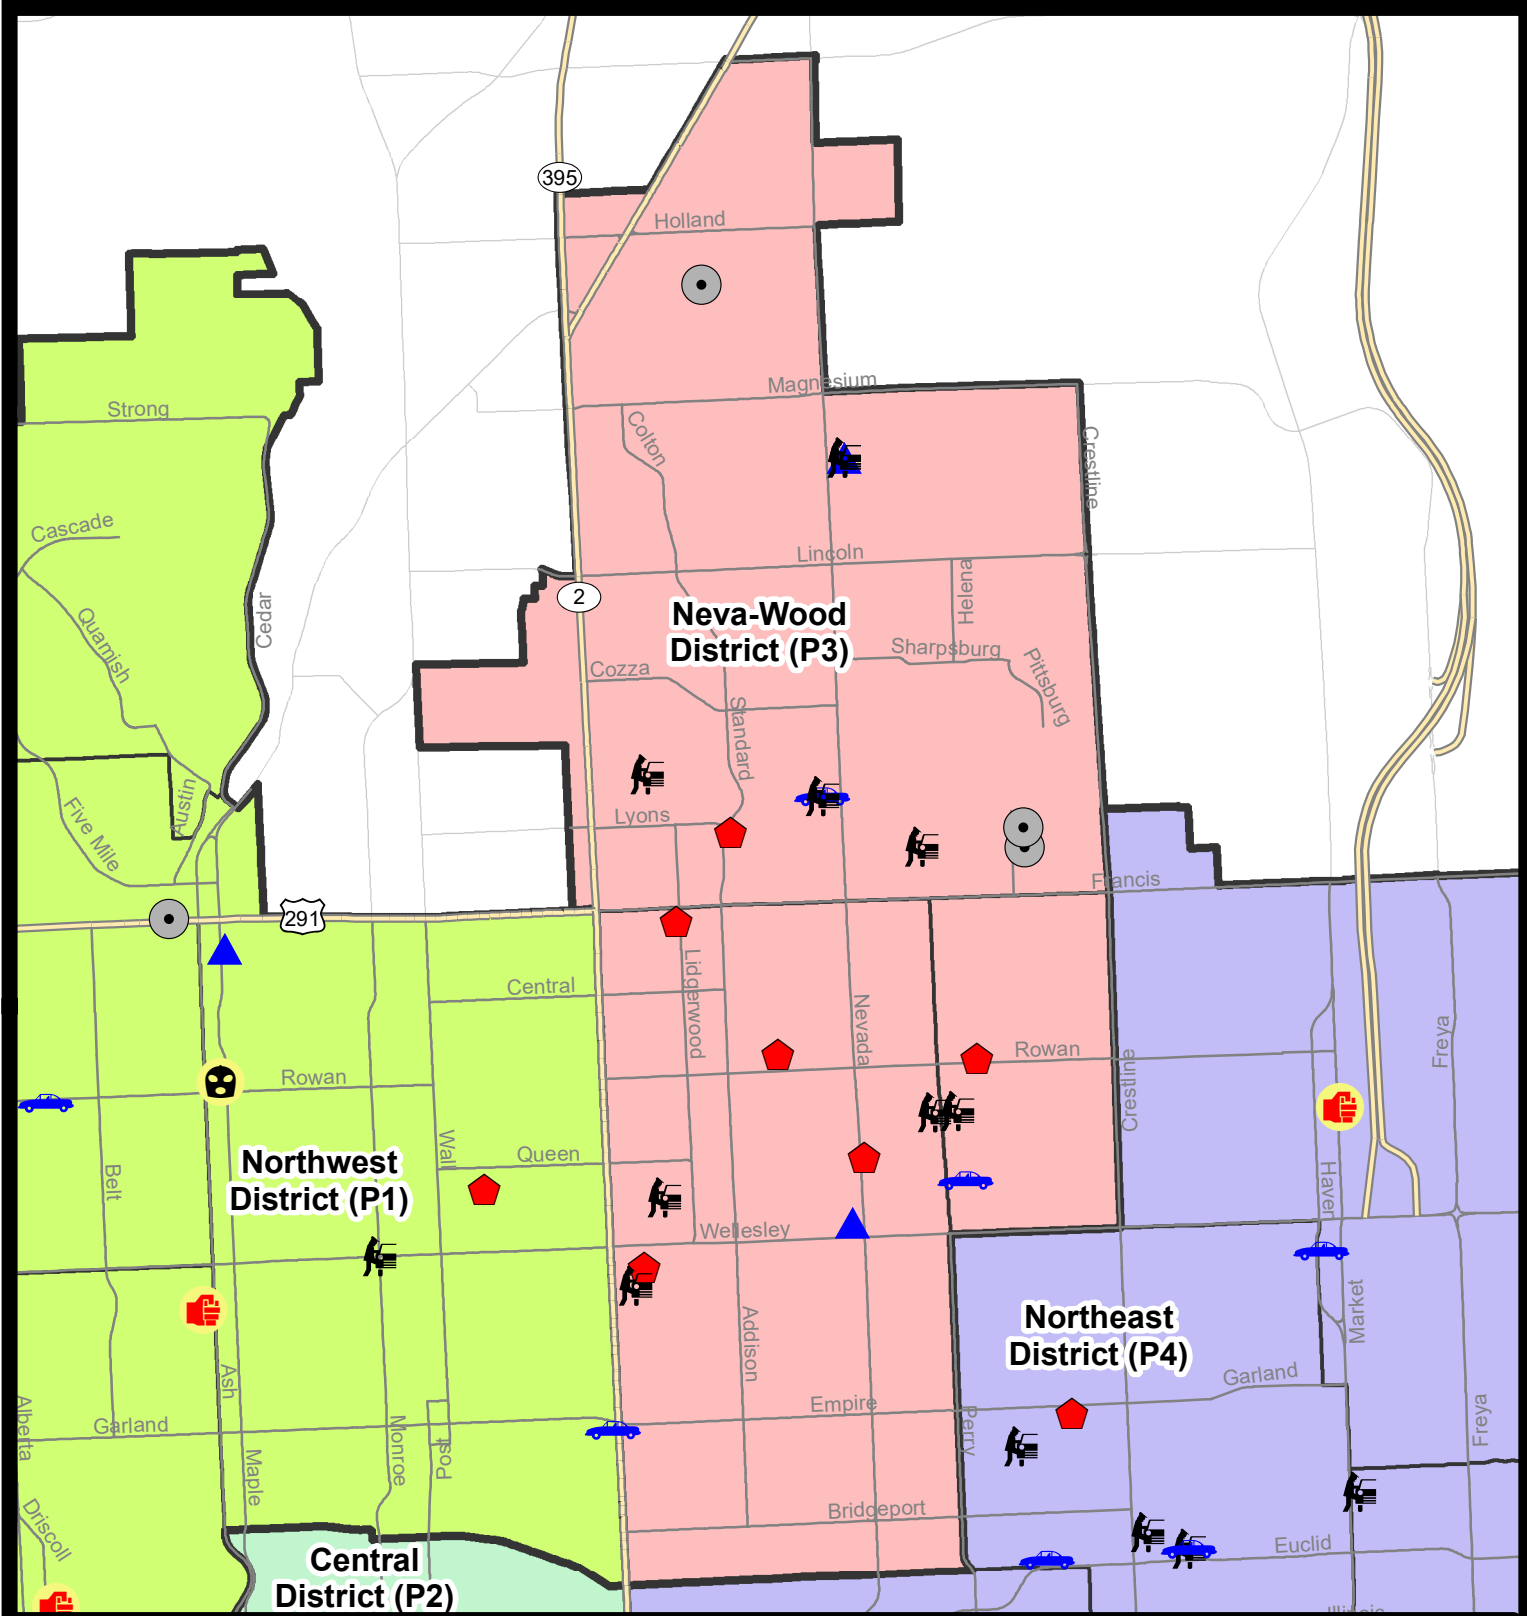 395
Holland
Magnesium
Strong
Colton
Crestline
Cascade
Lincoln
Helena
2
Cedar
Quamish
Neva-Wood
District (P3)
Sharpsburg
Pittsburg
Cozza
Standard
Austin
Five Mile
Lyons
Francis
291
Central
Lidgerwood
Nevada
Freya
Rowan
Crestline
Rowan
Wall
Queen
Belt
Northwest
District (P1)
Haven
Wellesley
Market
Northeast
District (P4)
Addison
Garland
Ash
Empire
Alberta
Garland
Monroe
Post
Perry
Freya
Maple
Bridgeport
Driscoll
Euclid
Central
District (P2)